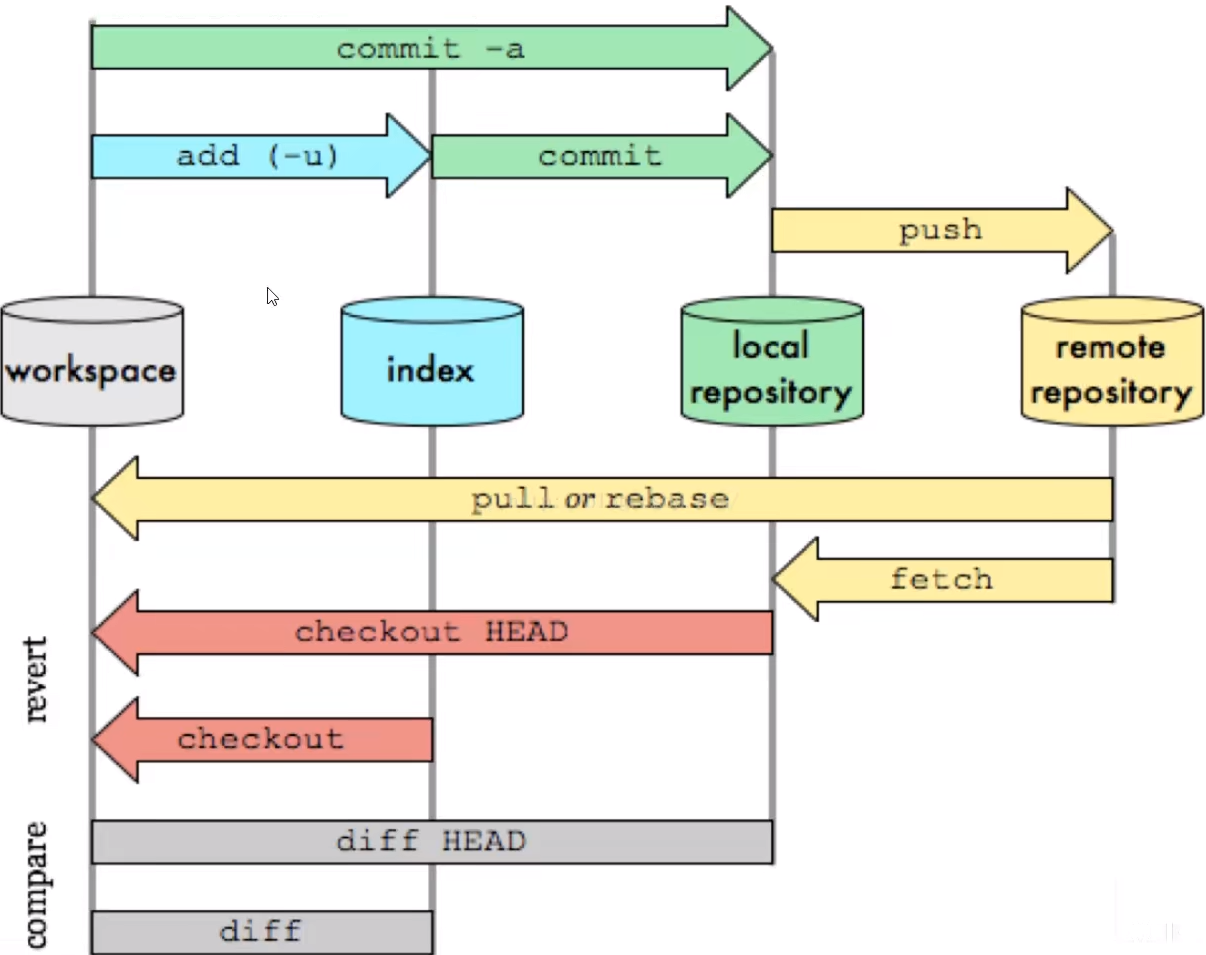 commit -a
add (-u)
commit
push
workspace
index
local
repository
remote
repository
pull or rebase
fetch
revert
checkout HEAD
checkout
compare
diff HEAD
diff